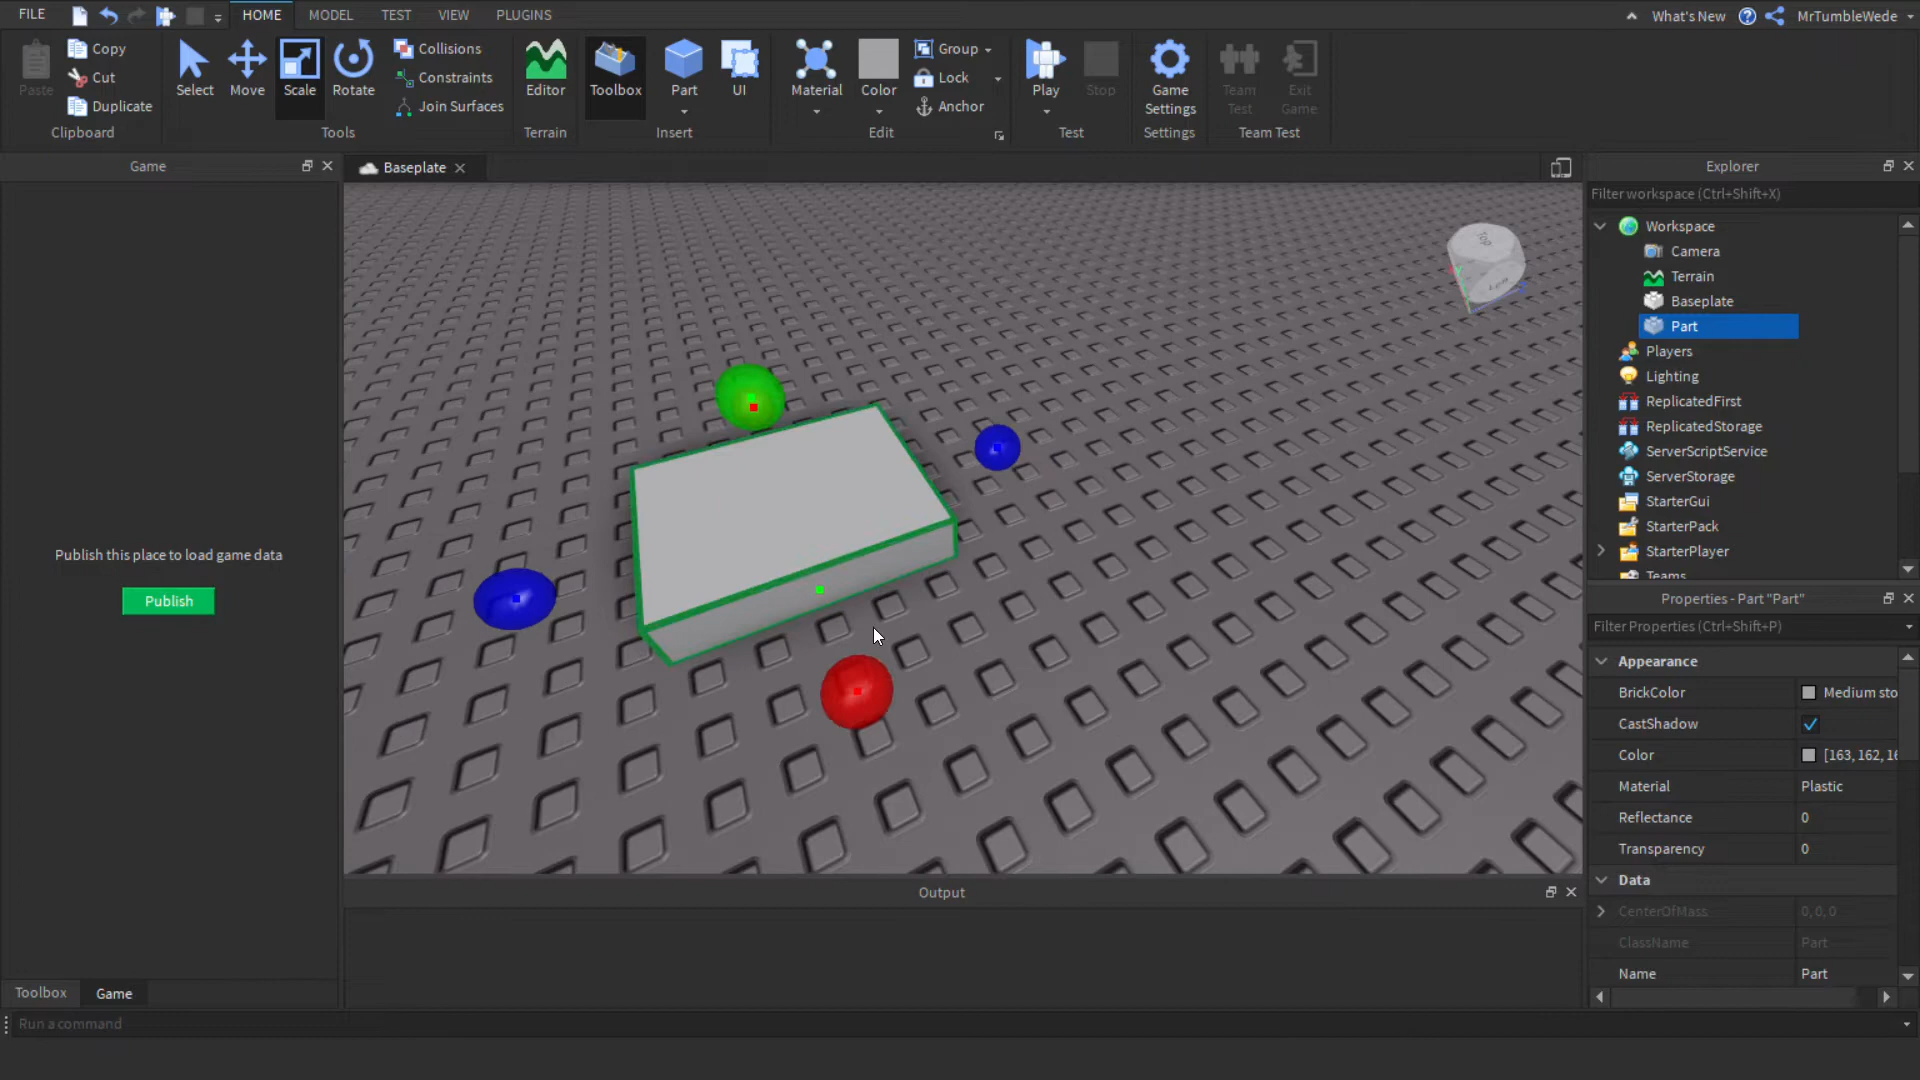 FILE HOME MODEL TEST VIEW PLUGINS What's New MrTumbleWede
Paste Copy Cut Duplicate Clipboard
Select Move Scale Rotate Collisions Constraints Join Surfaces Tools
Editor Terrain
Toolbox Part UI Insert
Material Color Group Lock Anchor Edit
Play Stop Test
Game Settings Settings
Team Test Exit Game Team Test
Game
Publish this place to load game data
Publish
Toolbox Game
Baseplate
Top
Left
Output
Explorer
Filter workspace (Ctrl+Shift+X)
Workspace
Camera
Terrain
Baseplate
Part
Players
Lighting
ReplicatedFirst
ReplicatedStorage
ServerScriptService
ServerStorage
StarterGui
StarterPack
StarterPlayer
Teams
Properties - Part "Part"
Filter Properties (Ctrl+Shift+P)
Appearance
BrickColor Medium sto
CastShadow
Color [163, 162, 16
Material Plastic
Reflectance 0
Transparency 0
Data
CenterOfMass 0, 0, 0
ClassName Part
Name Part
Run a command